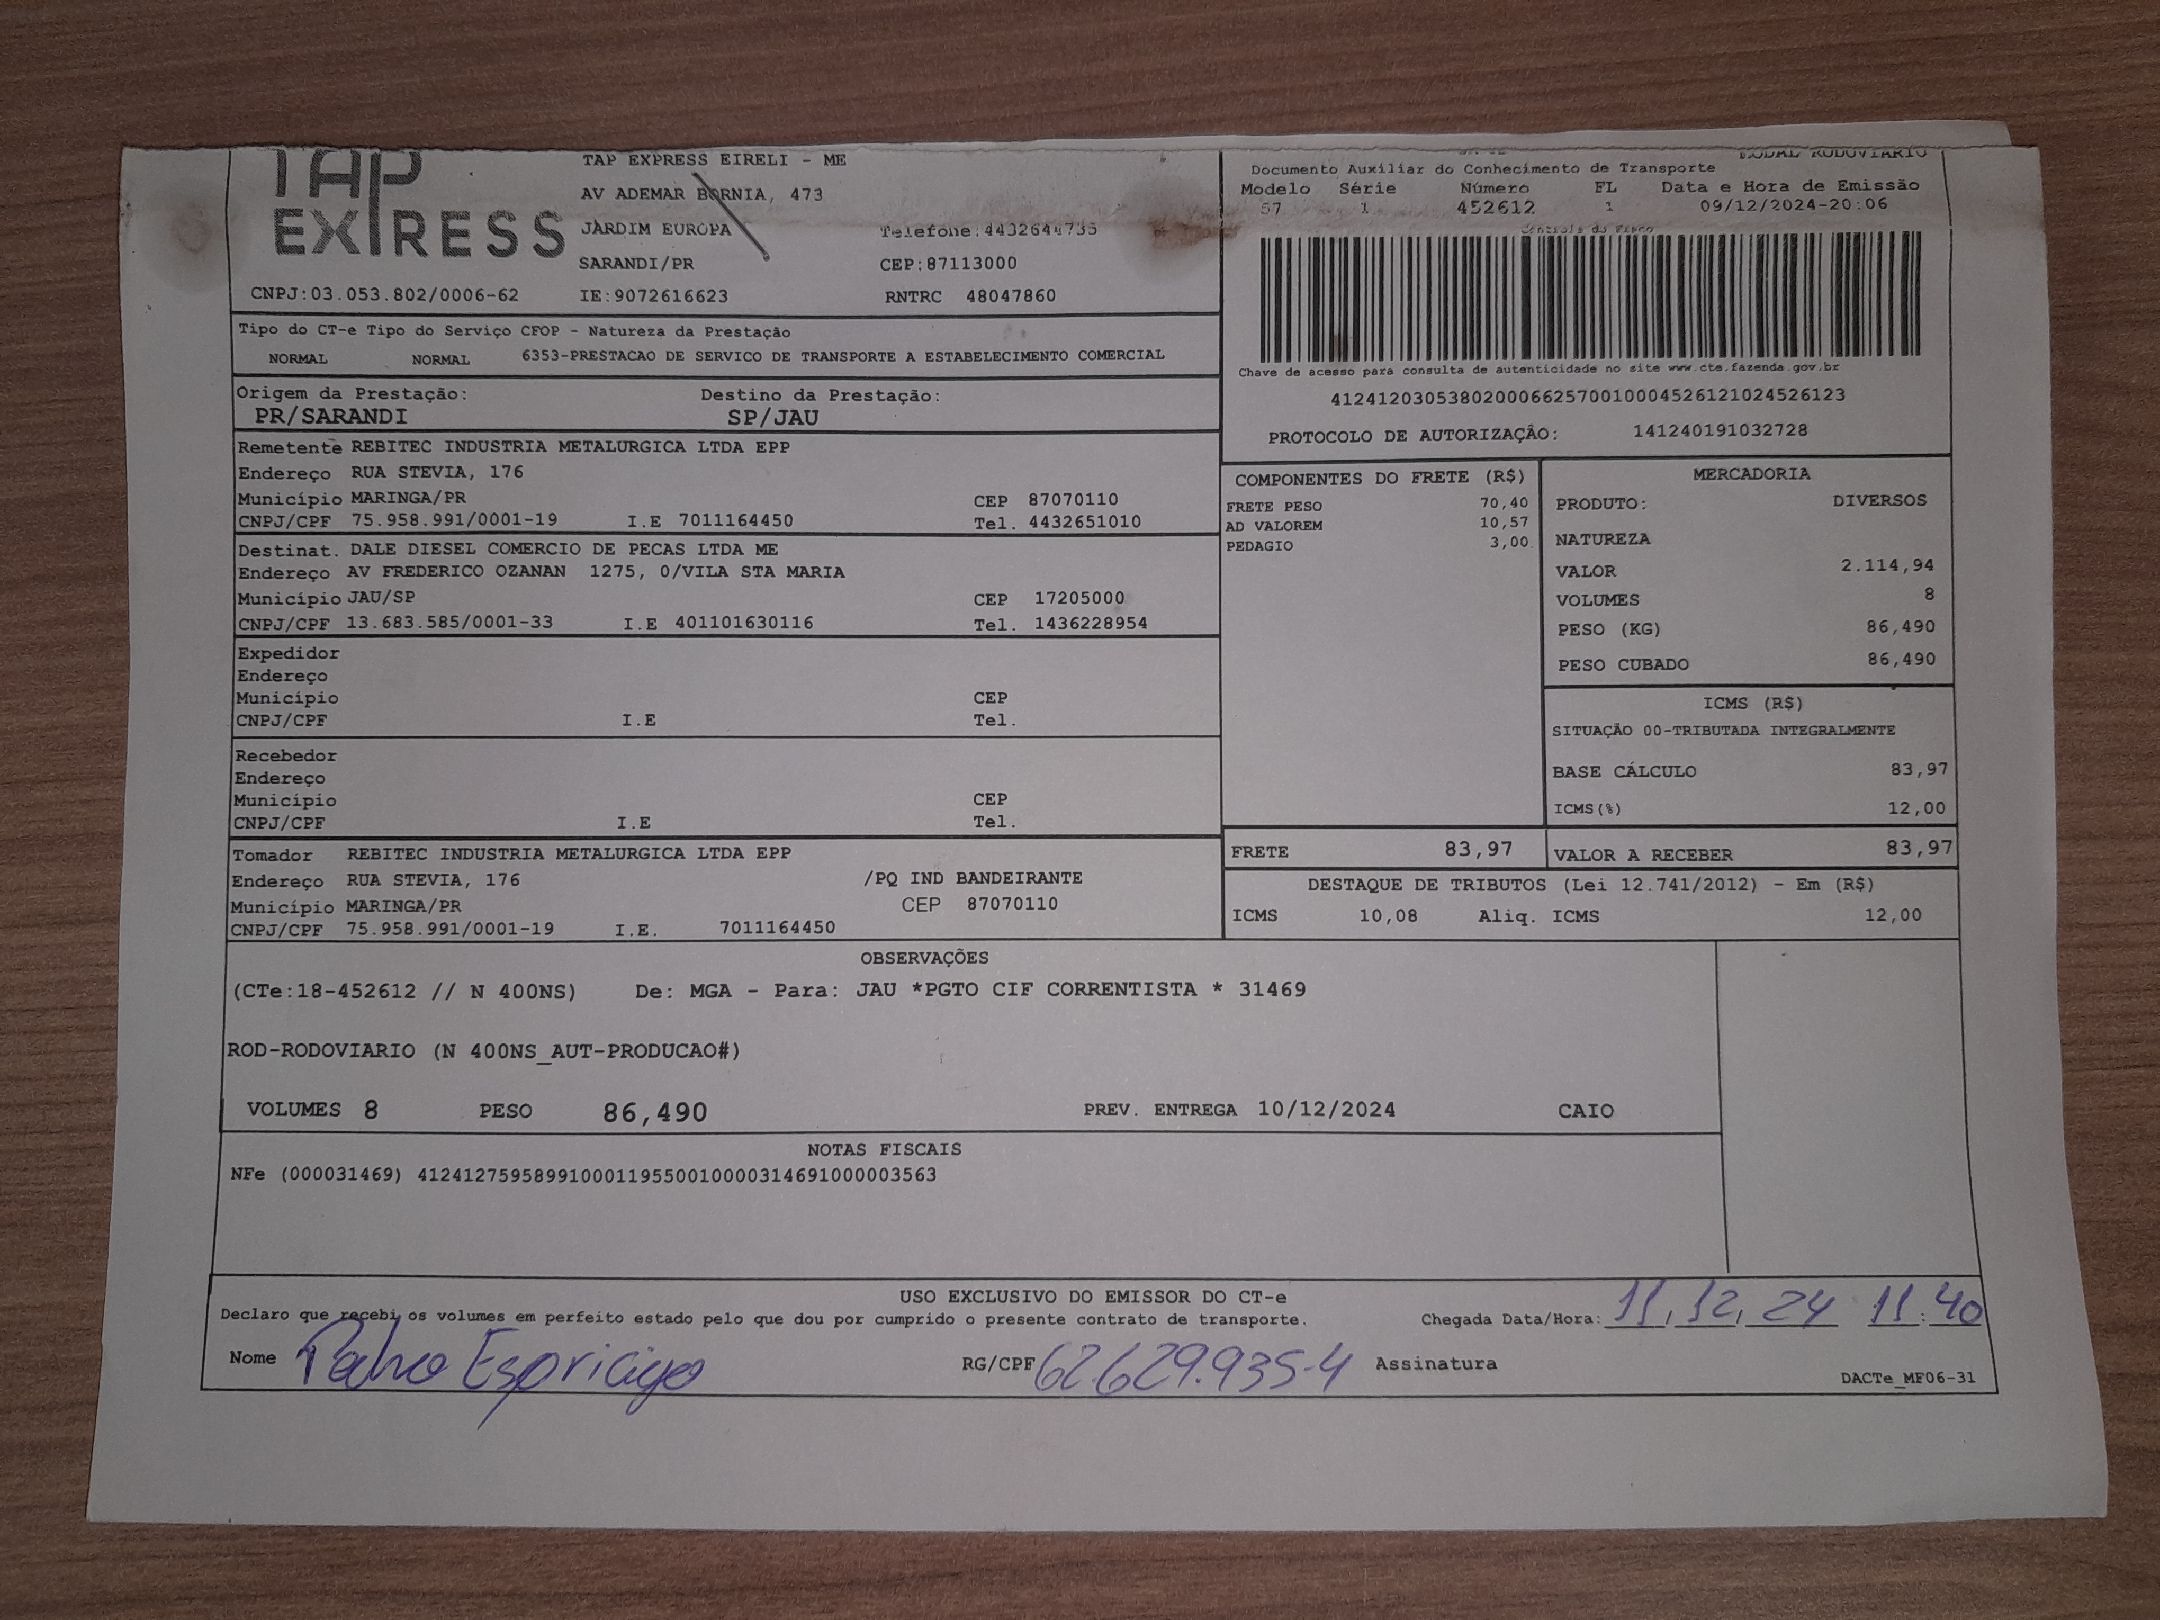 TAP EXPRESS
TAP EXPRESS EIRELI - ME
AV ADEMAR BORNIA, 473
JARDIM EUROPA Telefone:4432644735
SARANDI/PR CEP:87113000
CNPJ:03.053.802/0006-62 IE:9072616623 RNTRC 48047860
MODAL RODOVIARIO
Documento Auxiliar do Conhecimento de Transporte
Modelo Série Número FL Data e Hora de Emissão
57 1 452612 1 09/12/2024-20:06
Controle do Fisco
Chave de acesso para consulta de autenticidade no site www.cte.fazenda.gov.br
41241203053802000662570010004526121024526123
PROTOCOLO DE AUTORIZAÇÃO: 141240191032728
Tipo do CT-e Tipo do Serviço CFOP - Natureza da Prestação
NORMAL NORMAL 6353-PRESTACAO DE SERVICO DE TRANSPORTE A ESTABELECIMENTO COMERCIAL
Origem da Prestação: Destino da Prestação:
PR/SARANDI SP/JAU
Remetente REBITEC INDUSTRIA METALURGICA LTDA EPP
Endereço RUA STEVIA, 176
Município MARINGA/PR CEP 87070110
CNPJ/CPF 75.958.991/0001-19 I.E 7011164450 Tel. 4432651010
Destinat. DALE DIESEL COMERCIO DE PECAS LTDA ME
Endereço AV FREDERICO OZANAN 1275, 0/VILA STA MARIA
Município JAU/SP CEP 17205000
CNPJ/CPF 13.683.585/0001-33 I.E 401101630116 Tel. 1436228954
Expedidor
Endereço
Município CEP
CNPJ/CPF I.E Tel.
Recebedor
Endereço
Município CEP
CNPJ/CPF I.E Tel.
Tomador REBITEC INDUSTRIA METALURGICA LTDA EPP
Endereço RUA STEVIA, 176 /PQ IND BANDEIRANTE
Município MARINGA/PR CEP 87070110
CNPJ/CPF 75.958.991/0001-19 I.E. 7011164450
COMPONENTES DO FRETE (R$)
FRETE PESO 70,40
AD VALOREM 10,57
PEDAGIO 3,00
MERCADORIA
PRODUTO: DIVERSOS
NATUREZA
VALOR 2.114,94
VOLUMES 8
PESO (KG) 86,490
PESO CUBADO 86,490
ICMS (R$)
SITUAÇÃO 00-TRIBUTADA INTEGRALMENTE
BASE CÁLCULO 83,97
ICMS(%) 12,00
FRETE 83,97 VALOR A RECEBER 83,97
DESTAQUE DE TRIBUTOS (Lei 12.741/2012) - Em (R$)
ICMS 10,08 Aliq. ICMS 12,00
OBSERVAÇÕES
(CTe:18-452612 // N 400NS) De: MGA - Para: JAU *PGTO CIF CORRENTISTA * 31469
ROD-RODOVIARIO (N 400NS_AUT-PRODUCAO#)
VOLUMES 8 PESO 86,490 PREV. ENTREGA 10/12/2024 CAIO
NOTAS FISCAIS
NFe (000031469) 41241275958991000119550010000314691000003563
USO EXCLUSIVO DO EMISSOR DO CT-e
Declaro que recebi os volumes em perfeito estado pelo que dou por cumprido o presente contrato de transporte. Chegada Data/Hora: 11,12,24 11:40
Nome RG/CPF 62.629.935-4 Assinatura
DACTe_MF06-31